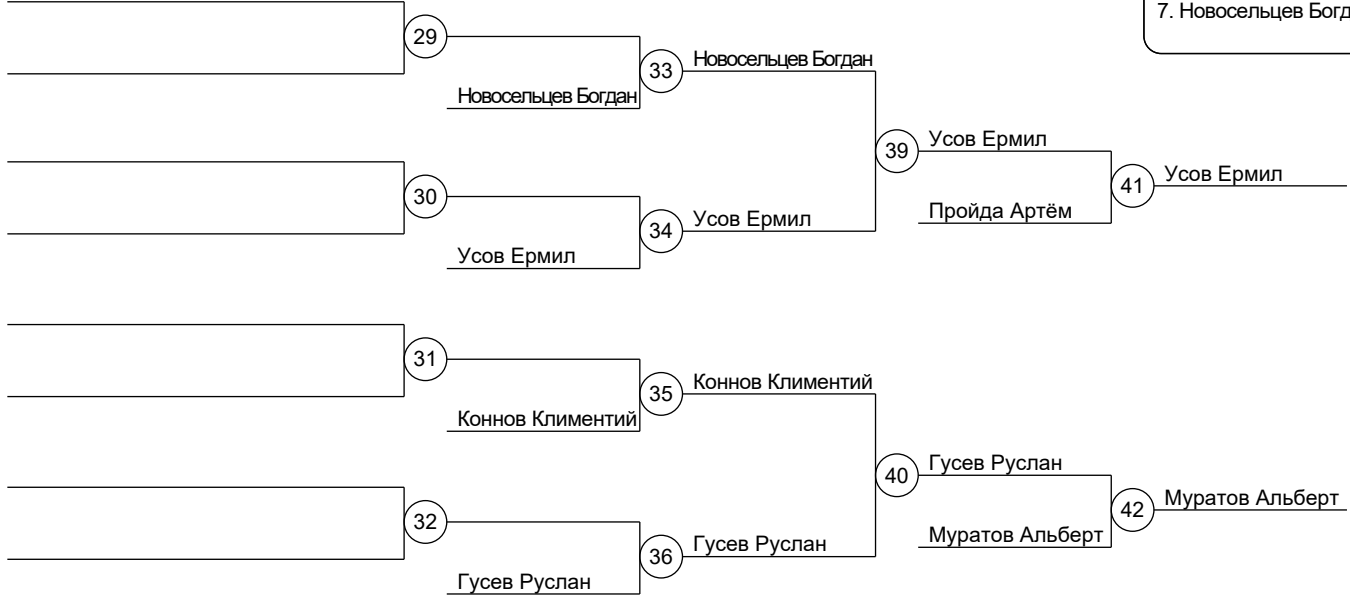 7. Новосельцев Богд
29
33
Новосельцев Богдан
Новосельцев Богдан
39
Усов Ермил
41
Усов Ермил
30
34
Усов Ермил
Пройда Артём
Усов Ермил
31
35
Коннов Климентий
Коннов Климентий
40
Гусев Руслан
42
Муратов Альберт
32
36
Гусев Руслан
Муратов Альберт
Гусев Руслан